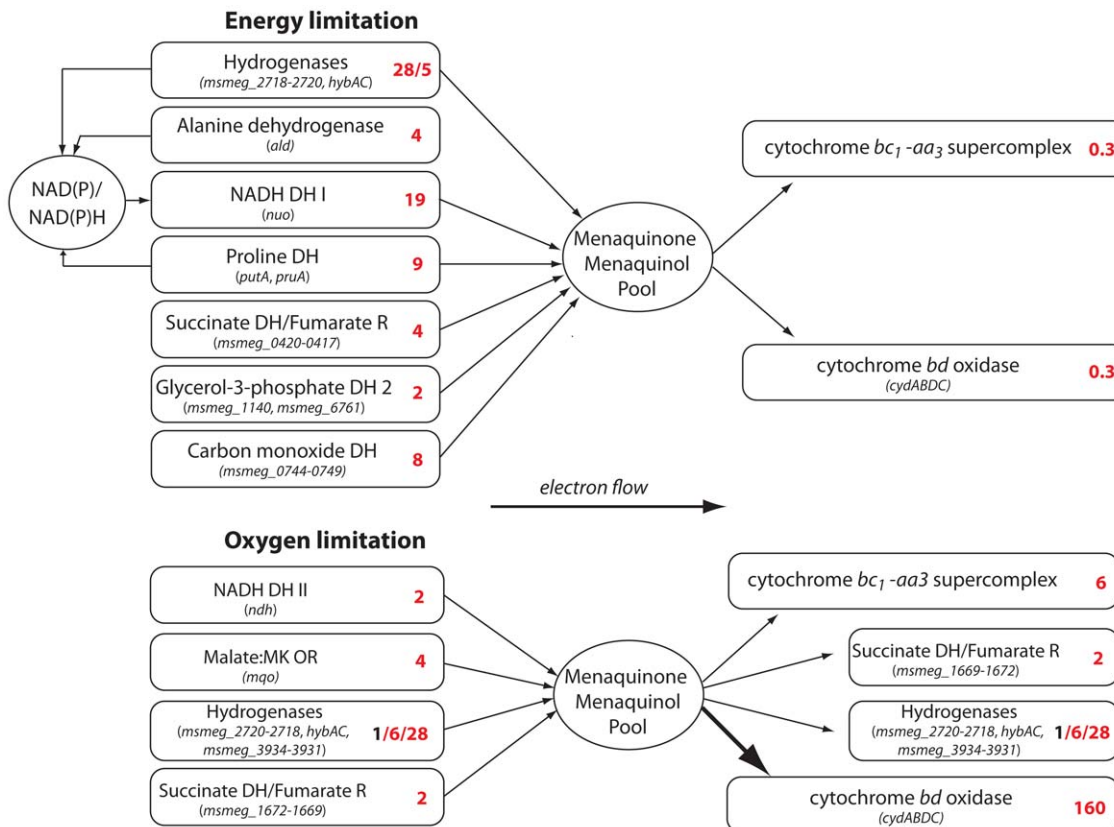 Energy limitation
Hydrogenases
(msmeg_2718-2720, hybAC)
28/5
Alanine dehydrogenase
(ald)
4
NAD(P)/
NAD(P)H
NADH DH I
(nuo)
19
Proline DH
(putA, pruA)
9
Succinate DH/Fumarate R
(msmeg_0420-0417)
4
Glycerol-3-phosphate DH 2
(msmeg_1140, msmeg_6761)
2
Carbon monoxide DH
(msmeg_0744-0749)
8
Menaquinone
Menaquinol
Pool
cytochrome bc1 -aa3 supercomplex
0.3
cytochrome bd oxidase
(cydABDC)
0.3
electron flow
Oxygen limitation
NADH DH II
(ndh)
2
Malate:MK OR
(mqo)
4
Hydrogenases
(msmeg_2720-2718, hybAC,
msmeg_3934-3931)
1/6/28
Succinate DH/Fumarate R
(msmeg_1672-1669)
2
Menaquinone
Menaquinol
Pool
cytochrome bc1 -aa3 supercomplex
6
Succinate DH/Fumarate R
(msmeg_1669-1672)
2
Hydrogenases
(msmeg_2720-2718, hybAC,
msmeg_3934-3931)
1/6/28
cytochrome bd oxidase
(cydABDC)
160